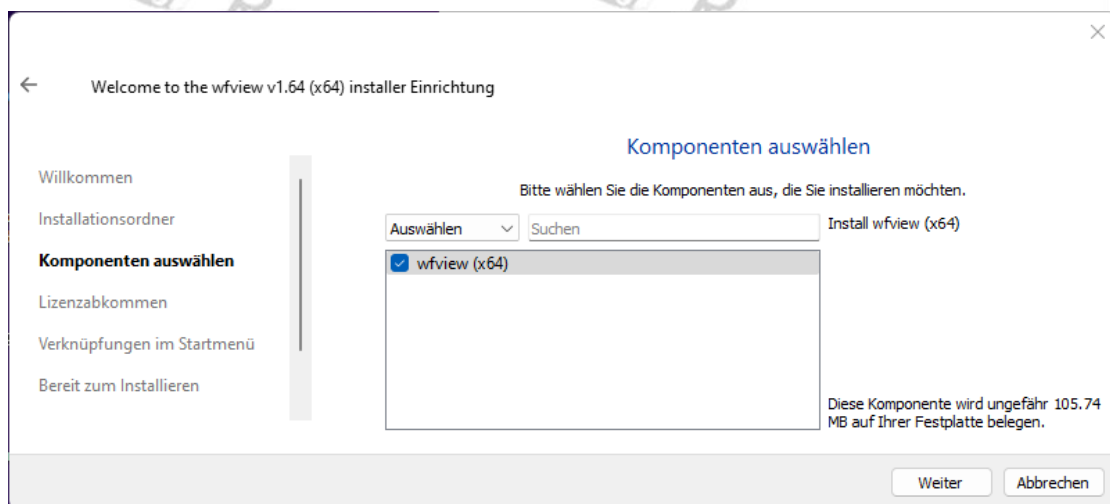 Welcome to the wfview v1.64 (x64) installer Einrichtung
Willkommen
Installationsordner
Komponenten auswählen
Lizenzabkommen
Verknüpfungen im Startmenü
Bereit zum Installieren
Komponenten auswählen
Bitte wählen Sie die Komponenten aus, die Sie installieren möchten.
Auswählen
Suchen
Install wfview (x64)
wfview (x64)
Diese Komponente wird ungefähr 105.74
MB auf Ihrer Festplatte belegen.
Weiter
Abbrechen